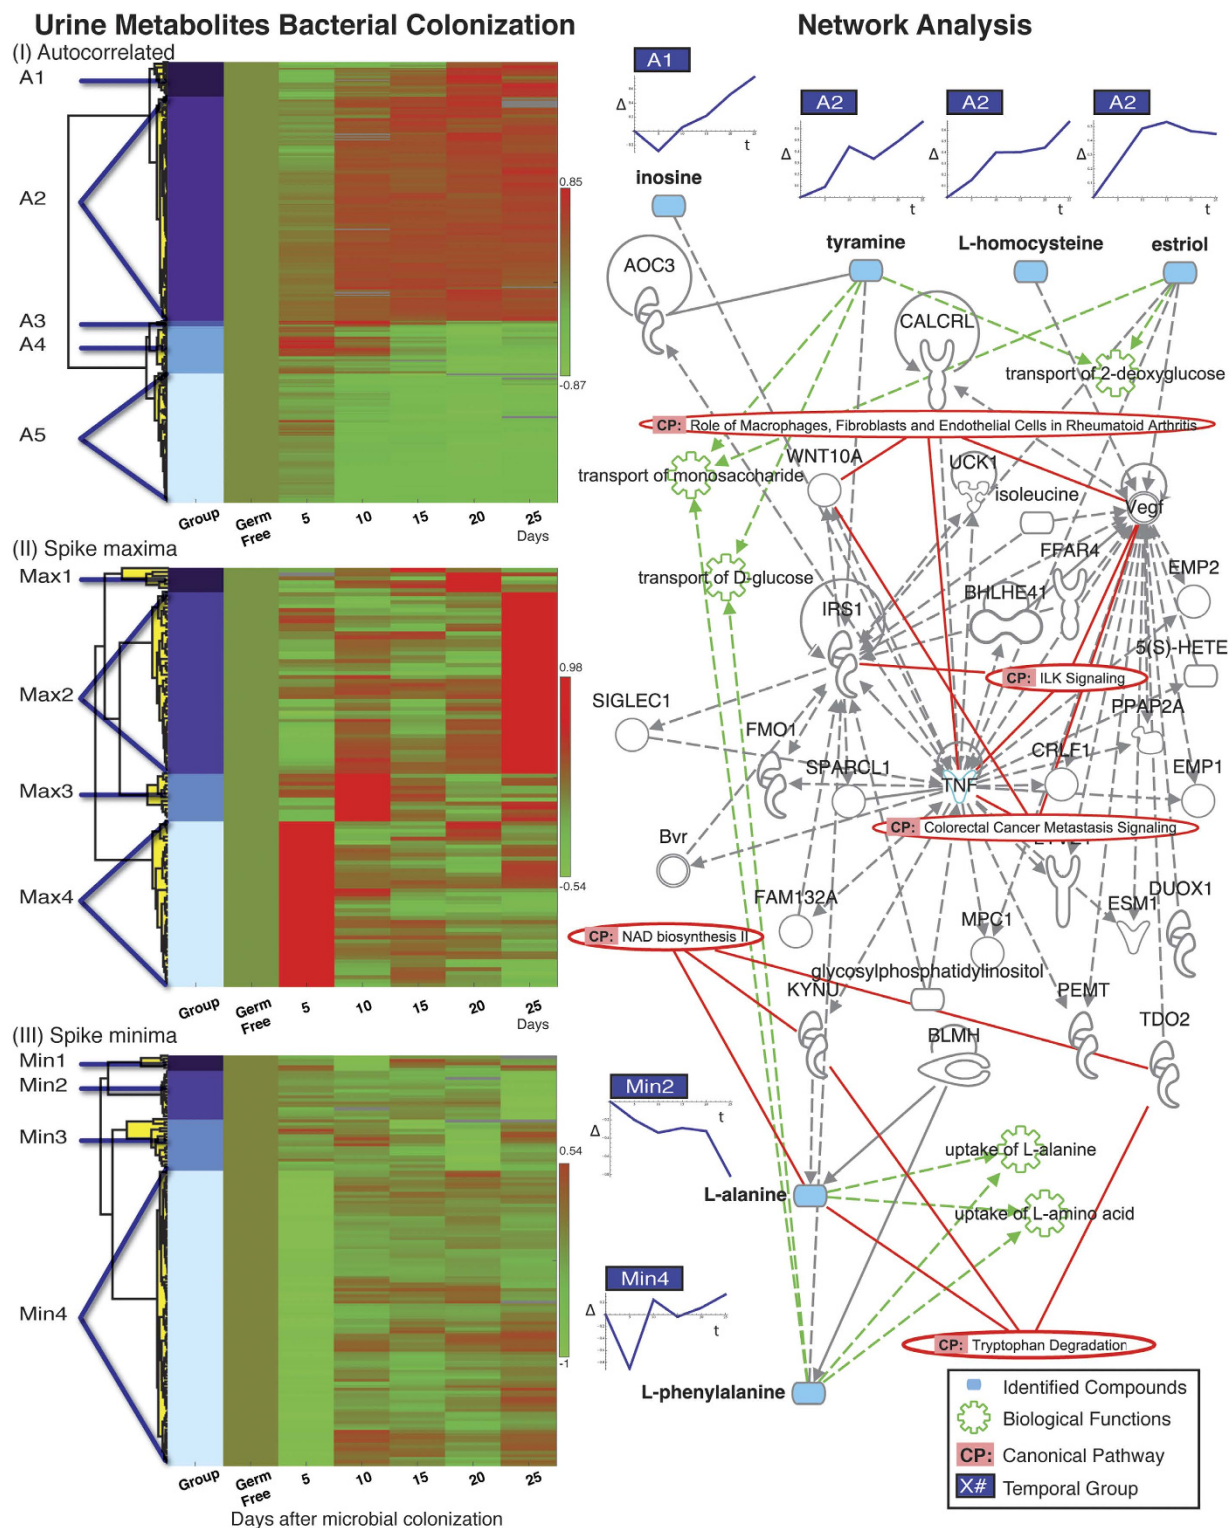 Urine Metabolites Bacterial Colonization
Network Analysis
(I) Autocorrelated
A1
A2
A3
A4
A5
0.85
-0.87
Group
Germ Free
5
10
15
20
25
Days
(II) Spike maxima
Max1
Max2
Max3
Max4
0.98
-0.54
Group
Germ Free
5
10
15
20
25
Days
(III) Spike minima
Min1
Min2
Min3
Min4
0.54
-1
Group
Germ Free
5
10
15
20
25
Days after microbial colonization
A1
Δ
t
A2
Δ
t
A2
Δ
t
A2
Δ
t
inosine
tyramine
L-homocysteine
estriol
AOC3
CALCRL
transport of 2-deoxyglucose
CP: Role of Macrophages, Fibroblasts and Endothelial Cells in Rheumatoid Arthritis
WNT10A
UCK1
transport of monosaccharide
isoleucine
Vegf
FFAR4
EMP2
transport of D-glucose
IRS1
BHLHE41
5(S)-HETE
CP: ILK Signaling
SIGLEC1
PPAP2A
FMO1
SPARCL1
TNF
CRLF1
EMP1
CP: Colorectal Cancer Metastasis Signaling
Bvr
FAM132A
MPC1
ESM1
DUOX1
CP: NAD biosynthesis II
glycosylphosphatidylinositol
KYNU
PEMT
TDO2
BLMH
Min2
Δ
t
L-alanine
uptake of L-alanine
uptake of L-amino acid
Min4
Δ
t
CP: Tryptophan Degradation
L-phenylalanine
Identified Compounds
Biological Functions
CP: Canonical Pathway
X# Temporal Group